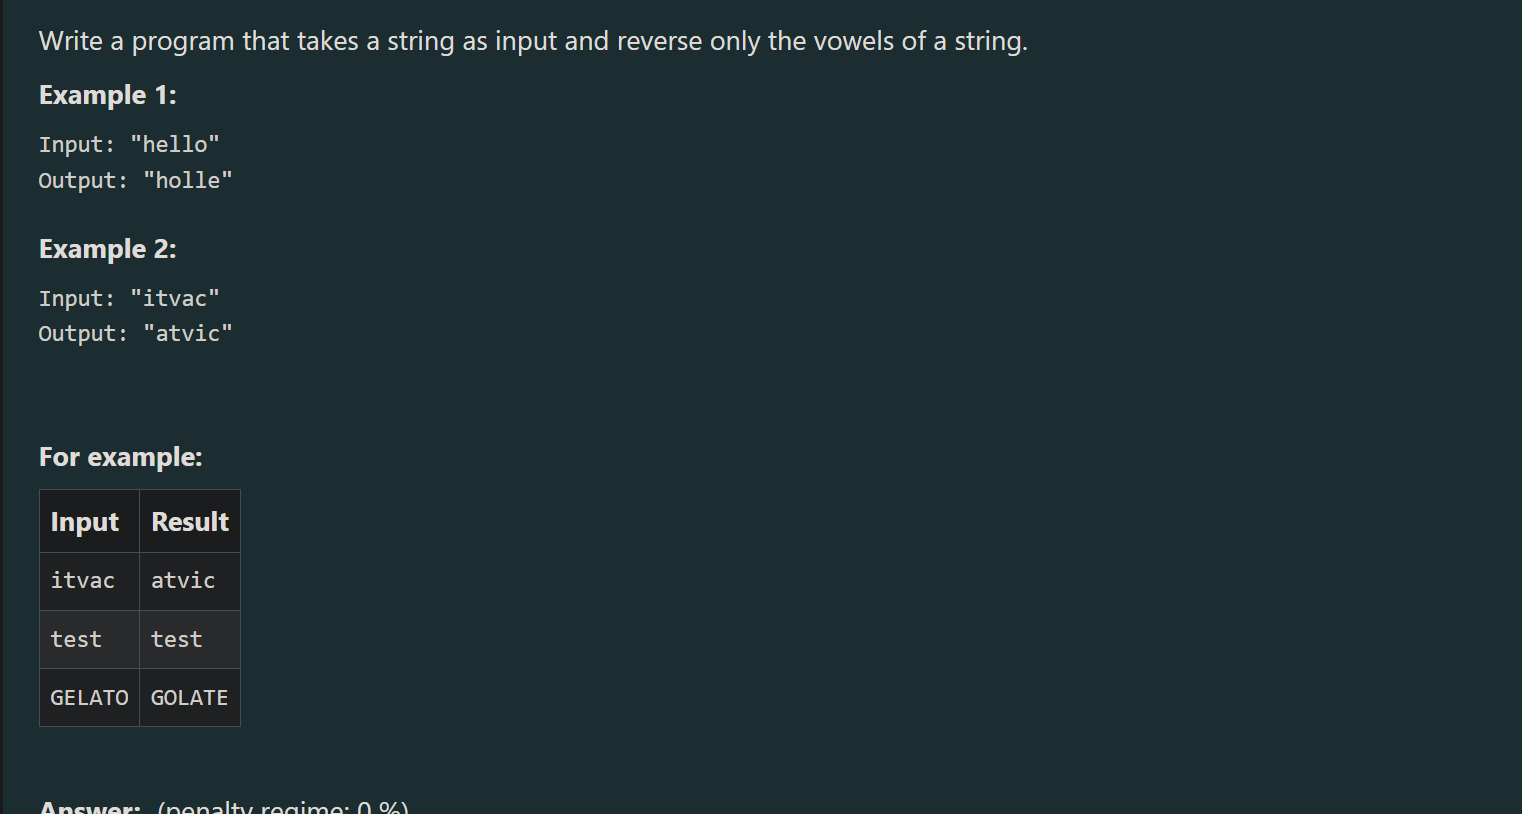 Write a program that takes a string as input and reverse only the vowels of a string.
Example 1:
Input: "hello"
Output: "holle"
Example 2:
Input: "itvac"
Output: "atvic"
For example:
Input Result
itvac atvic
test test
GELATO GOLATE
Answer: (penalty regime: 0 %)